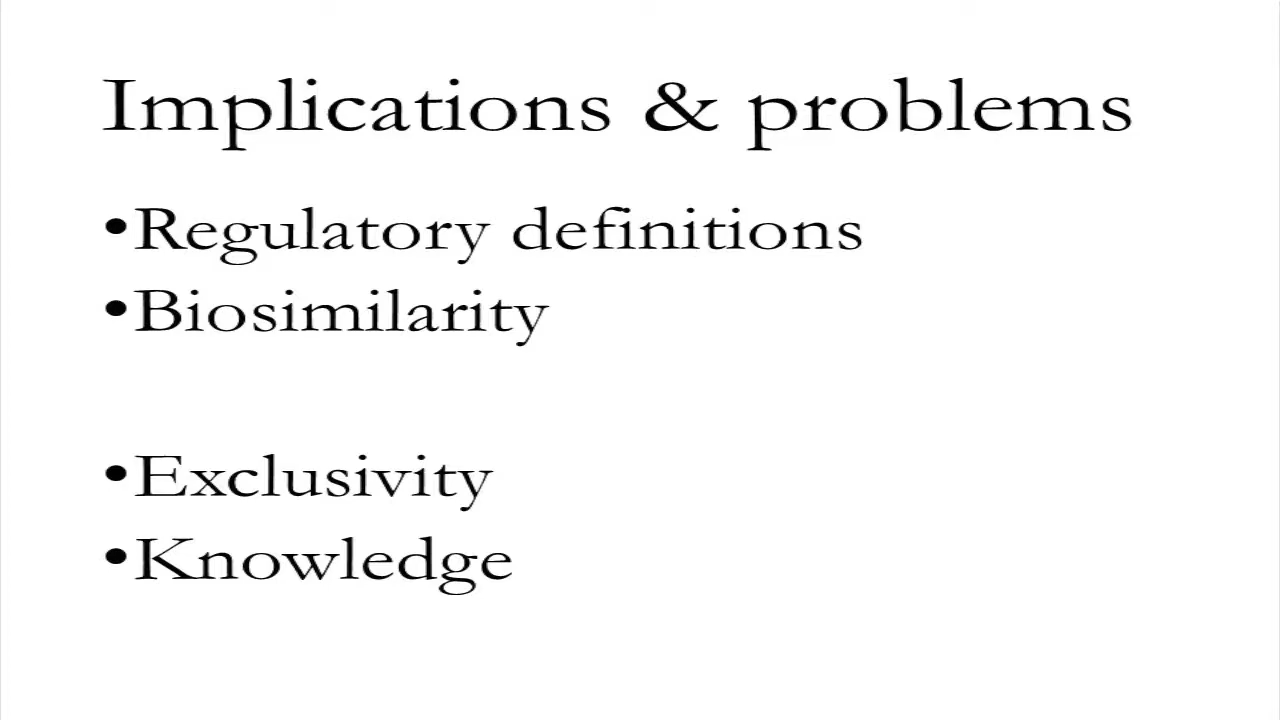 Implications & problems
•Regulatory definitions
•Biosimilarity
•Exclusivity
•Knowledge